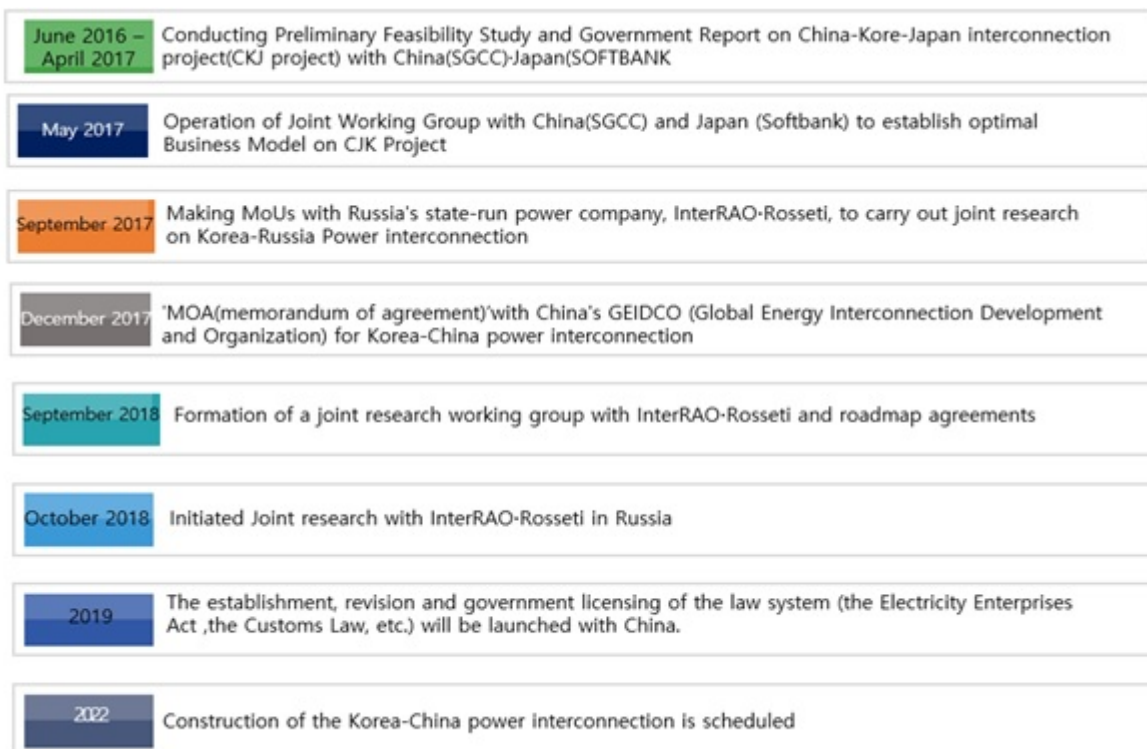 June 2016 –
April 2017
Conducting Preliminary Feasibility Study and Government Report on China-Kore-Japan interconnection
project(CKJ project) with China(SGCC)·Japan(SOFTBANK
May 2017
Operation of Joint Working Group with China(SGCC) and Japan (Softbank) to establish optimal
Business Model on CJK Project
September 2017
Making MoUs with Russia's state-run power company, InterRAO·Rosseti, to carry out joint research
on Korea-Russia Power interconnection
December 2017
'MOA(memorandum of agreement)'with China's GEIDCO (Global Energy Interconnection Development
and Organization) for Korea-China power interconnection
September 2018
Formation of a joint research working group with InterRAO·Rosseti and roadmap agreements
October 2018
Initiated Joint research with InterRAO·Rosseti in Russia
2019
The establishment, revision and government licensing of the law system (the Electricity Enterprises
Act ,the Customs Law, etc.) will be launched with China.
2022
Construction of the Korea-China power interconnection is scheduled